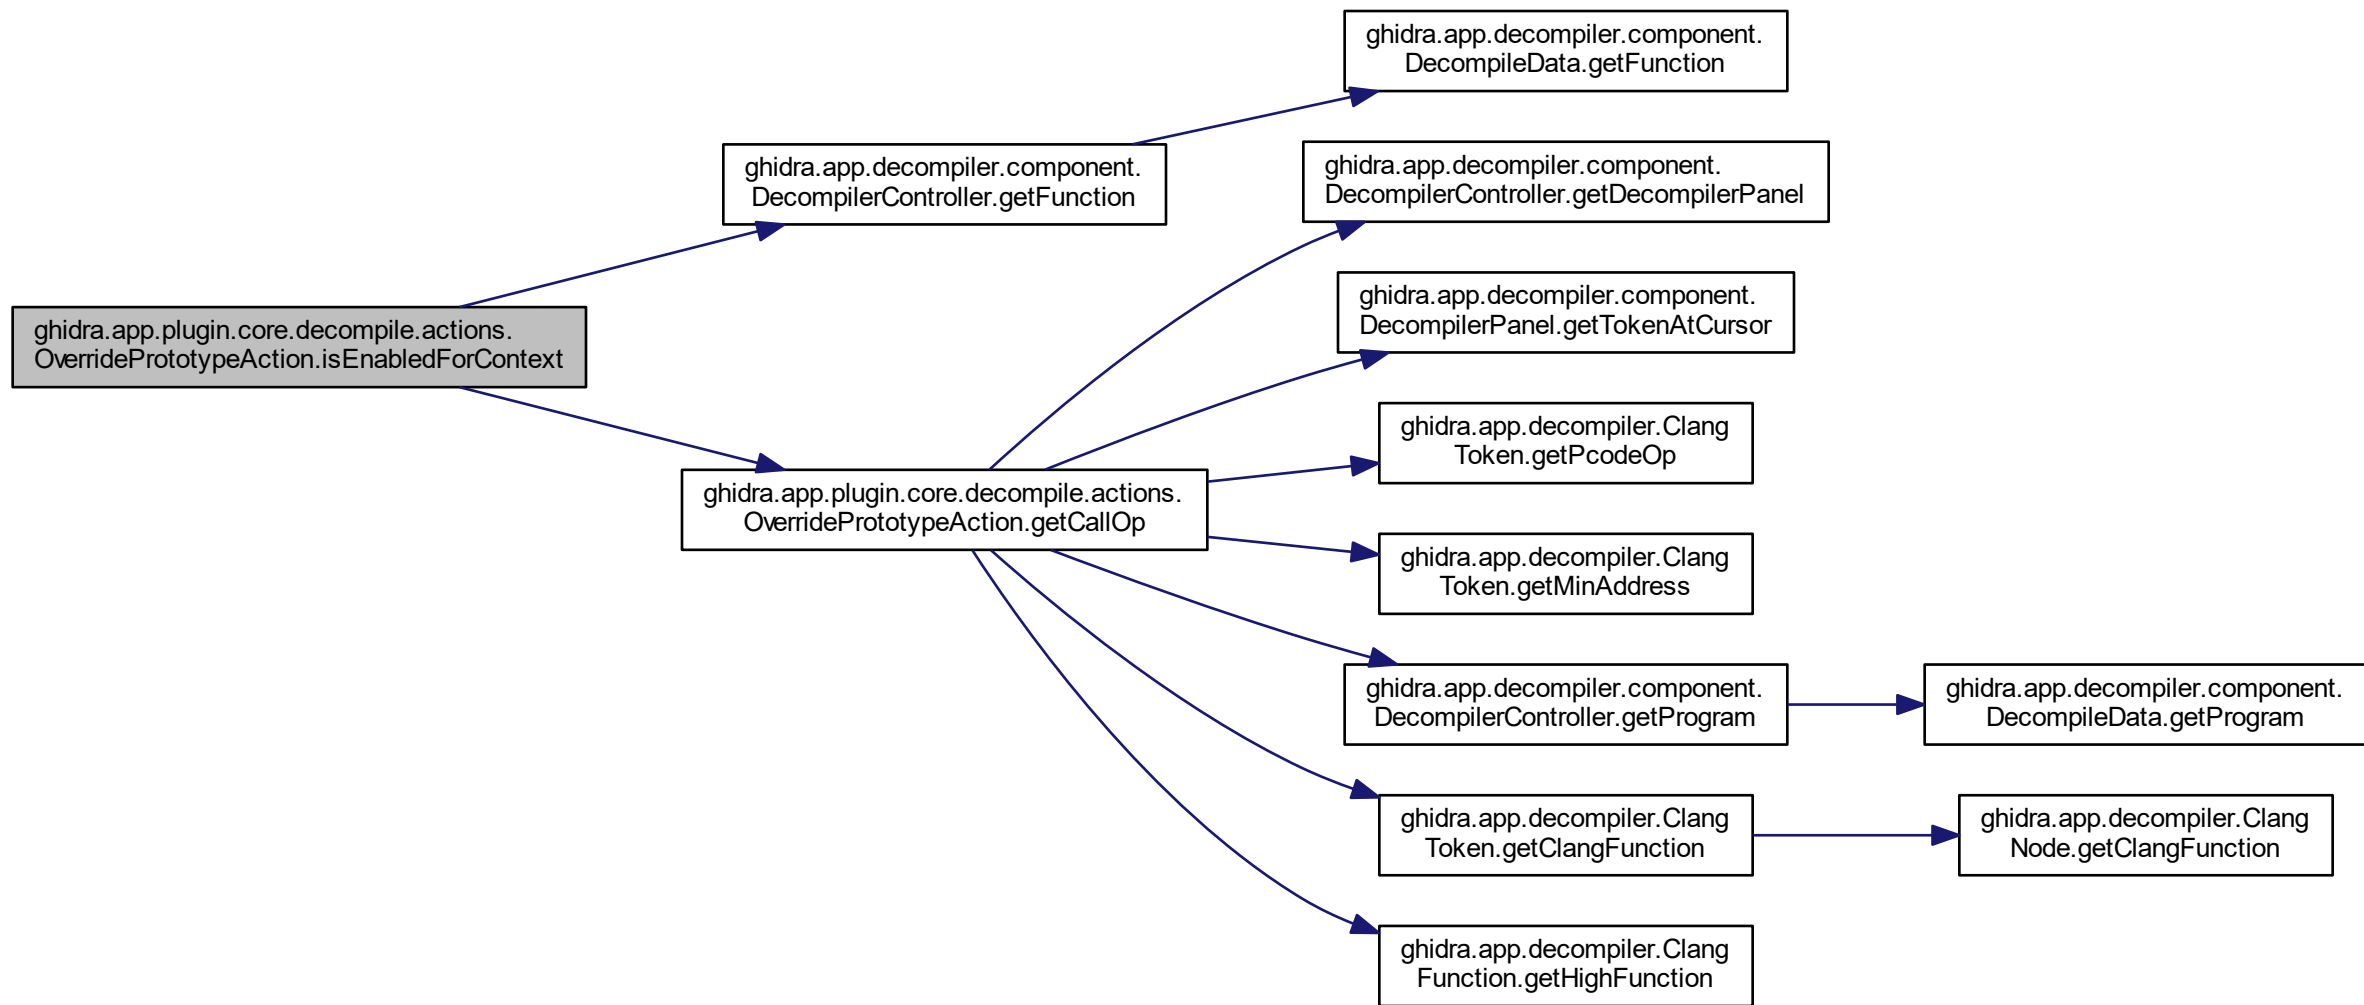 ghidra.app.decompiler.component.
DecompileData.getFunction
ghidra.app.decompiler.component.
DecompilerController.getFunction
ghidra.app.decompiler.component.
DecompilerController.getDecompilerPanel
ghidra.app.plugin.core.decompile.actions.
OverridePrototypeAction.isEnabledForContext
ghidra.app.decompiler.component.
DecompilerPanel.getTokenAtCursor
ghidra.app.decompiler.Clang
Token.getPcodeOp
ghidra.app.plugin.core.decompile.actions.
OverridePrototypeAction.getCallOp
ghidra.app.decompiler.Clang
Token.getMinAddress
ghidra.app.decompiler.component.
DecompilerController.getProgram
ghidra.app.decompiler.component.
DecompileData.getProgram
ghidra.app.decompiler.Clang
Token.getClangFunction
ghidra.app.decompiler.Clang
Node.getClangFunction
ghidra.app.decompiler.Clang
Function.getHighFunction